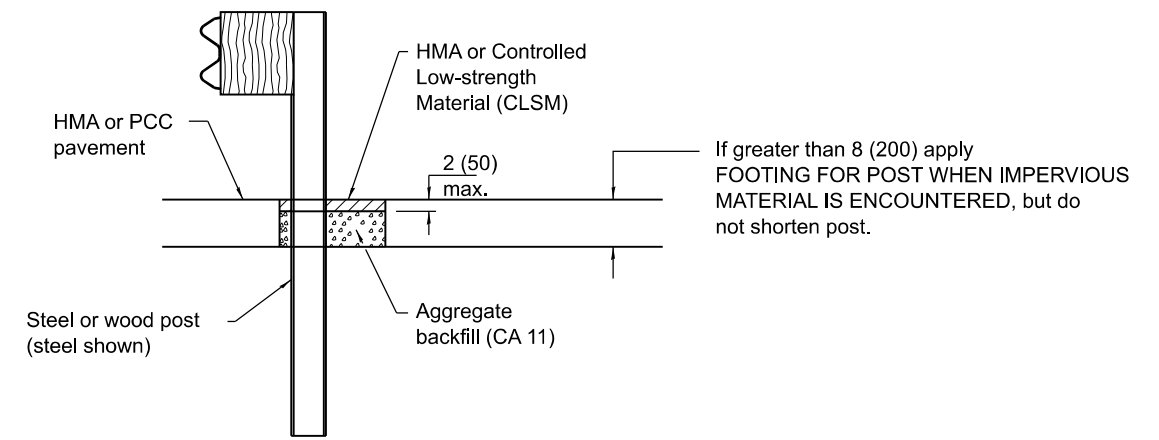 HMA or Controlled
Low-strength
Material (CLSM)
HMA or PCC
pavement
2 (50)
max.
If greater than 8 (200) apply
FOOTING FOR POST WHEN IMPERVIOUS
MATERIAL IS ENCOUNTERED, but do
not shorten post.
Steel or wood post
(steel shown)
Aggregate
backfill (CA 11)